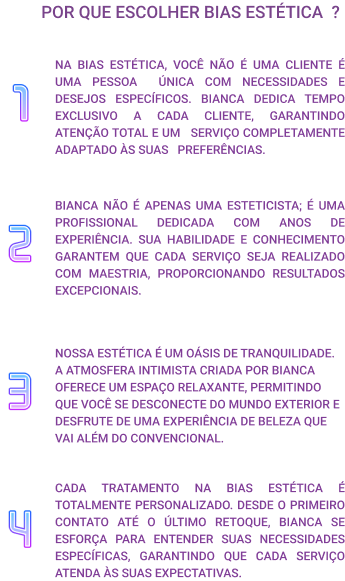 POR QUE ESCOLHER BIAS ESTÉTICA ?
1
NA BIAS ESTÉTICA, VOCÊ NÃO É UMA CLIENTE É
UMA PESSOA ÚNICA COM NECESSIDADES E
DESEJOS ESPECÍFICOS. BIANCA DEDICA TEMPO
EXCLUSIVO A CADA CLIENTE, GARANTINDO
ATENÇÃO TOTAL E UM SERVIÇO COMPLETAMENTE
ADAPTADO ÀS SUAS PREFERÊNCIAS.
2
BIANCA NÃO É APENAS UMA ESTETICISTA; É UMA
PROFISSIONAL DEDICADA COM ANOS DE
EXPERIÊNCIA. SUA HABILIDADE E CONHECIMENTO
GARANTEM QUE CADA SERVIÇO SEJA REALIZADO
COM MAESTRIA, PROPORCIONANDO RESULTADOS
EXCEPCIONAIS.
3
NOSSA ESTÉTICA É UM OÁSIS DE TRANQUILIDADE.
A ATMOSFERA INTIMISTA CRIADA POR BIANCA
OFERECE UM ESPAÇO RELAXANTE, PERMITINDO
QUE VOCÊ SE DESCONECTE DO MUNDO EXTERIOR E
DESFRUTE DE UMA EXPERIÊNCIA DE BELEZA QUE
VAI ALÉM DO CONVENCIONAL.
4
CADA TRATAMENTO NA BIAS ESTÉTICA É
TOTALMENTE PERSONALIZADO. DESDE O PRIMEIRO
CONTATO ATÉ O ÚLTIMO RETOQUE, BIANCA SE
ESFORÇA PARA ENTENDER SUAS NECESSIDADES
ESPECÍFICAS, GARANTINDO QUE CADA SERVIÇO
ATENDA ÀS SUAS EXPECTATIVAS.